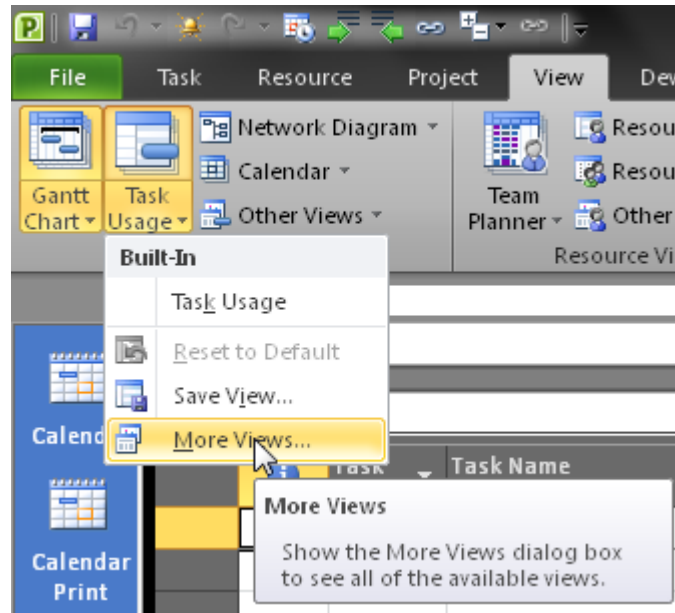 File Task Resource Project View Dev
Network Diagram
Calendar
Other Views
Gantt Chart
Task Usage
Team Planner
Resou
Resou
Other
Resource Vi
Built-In
Task Usage
Reset to Default
Save View...
More Views...
Calend
Task Task Name
More Views
Show the More Views dialog box
to see all of the available views.
Calendar
Print